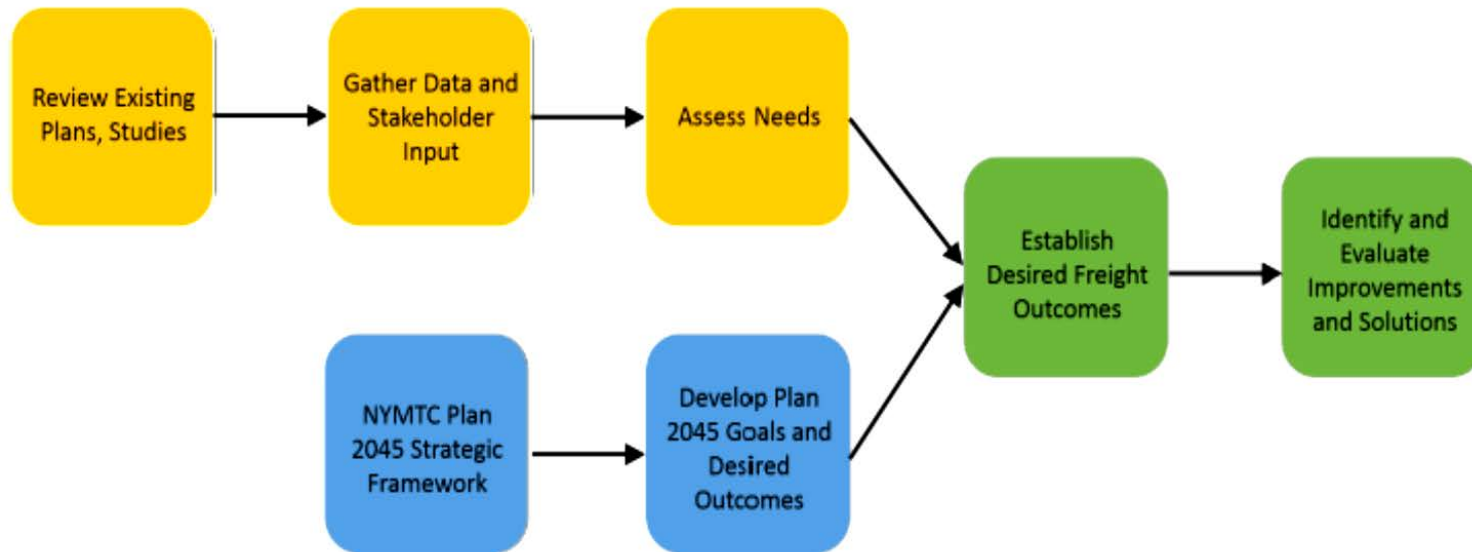 Review Existing
Plans, Studies
Gather Data and
Stakeholder
Input
Assess Needs
Establish
Desired Freight
Outcomes
Identify and
Evaluate
Improvements
and Solutions
NYMTC Plan
2045 Strategic
Framework
Develop Plan
2045 Goals and
Desired
Outcomes